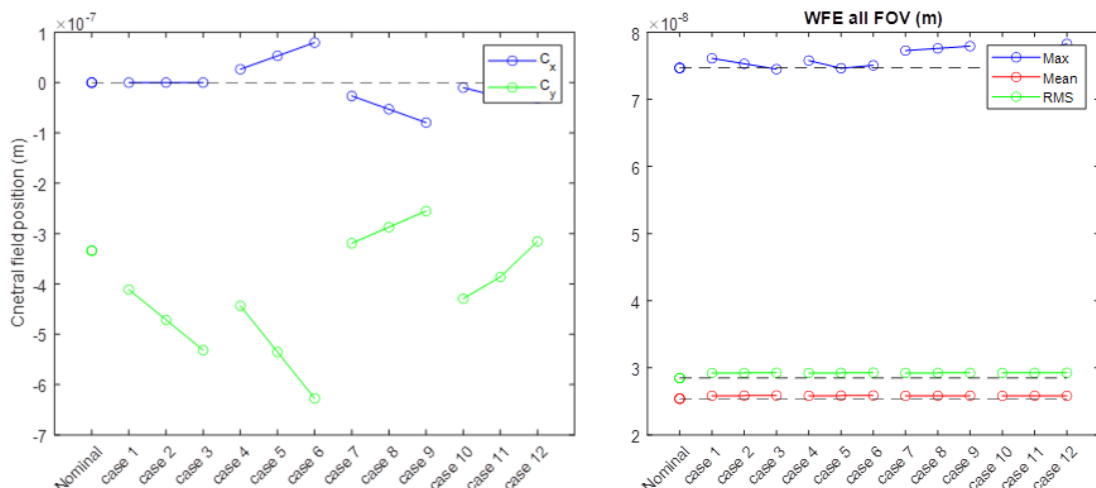 ×10⁻⁷
1
0
-1
-2
-3
-4
-5
-6
-7
Cnetral field position (m)
Nominal
case 1
case 2
case 3
case 4
case 5
case 6
case 7
case 8
case 9
case 10
case 11
case 12
C_x
C_y
WFE all FOV (m)
×10⁻⁸
8
7
6
5
4
3
2
Nominal
case 1
case 2
case 3
case 4
case 5
case 6
case 7
case 8
case 9
case 10
case 11
case 12
Max
Mean
RMS